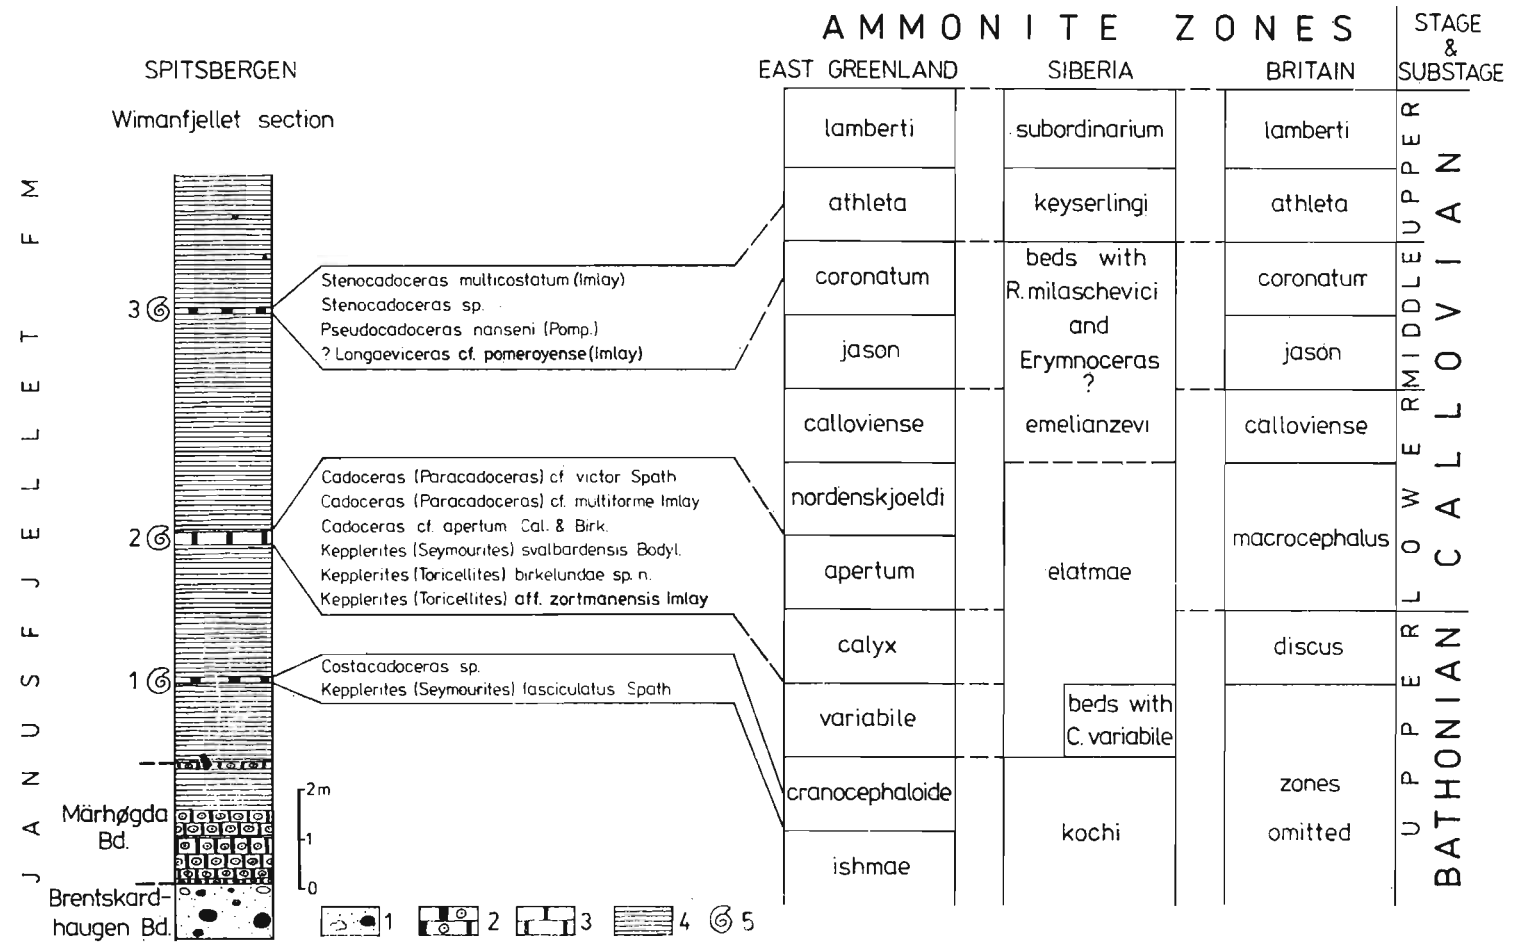 AMMONITE ZONES
STAGE
&
SUBSTAGE
SPITSBERGEN
EAST GREENLAND
SIBERIA
BRITAIN
Wimanfjellet section
JANUSFJELLET FM
3
Stenocadoceras multicostatum (Imlay)
Stenocadoceras sp.
Pseudocadoceras nanseni (Pomp.)
? Longaeviceras cf. pomeroyense (Imlay)
2
Cadoceras (Paracadoceras) cf victor Spath
Cadoceras (Paracadoceras) cf. multiforme Imlay
Cadoceras cf. apertum Cal. & Birk.
Kepplerites (Seymourites) svalbardensis Bodyl.
Kepplerites (Toricellites) birkelundae sp. n.
Kepplerites (Toricellites) aff. zortmanensis Imlay
1
Costacadoceras sp.
Kepplerites (Seymourites) fasciculatus Spath
Märhøgda
Bd.
Brentskard-
haugen Bd.
2m
1
0
1
2
3
4
5
lamberti
athleta
coronatum
jason
calloviense
nordenskjoeldi
apertum
calyx
variabile
cranocephaloide
ishmae
subordinarium
keyserlingi
beds with
R. milaschevici
and
Erymnoceras
?
emelianzevi
elatmae
beds with
C. variabile
kochi
lamberti
athleta
coronatum
jason
calloviense
macrocephalus
discus
zones
omitted
UPPER
MIDDLE
LOWER
CALLOVIAN
UPPER
BATHONIAN